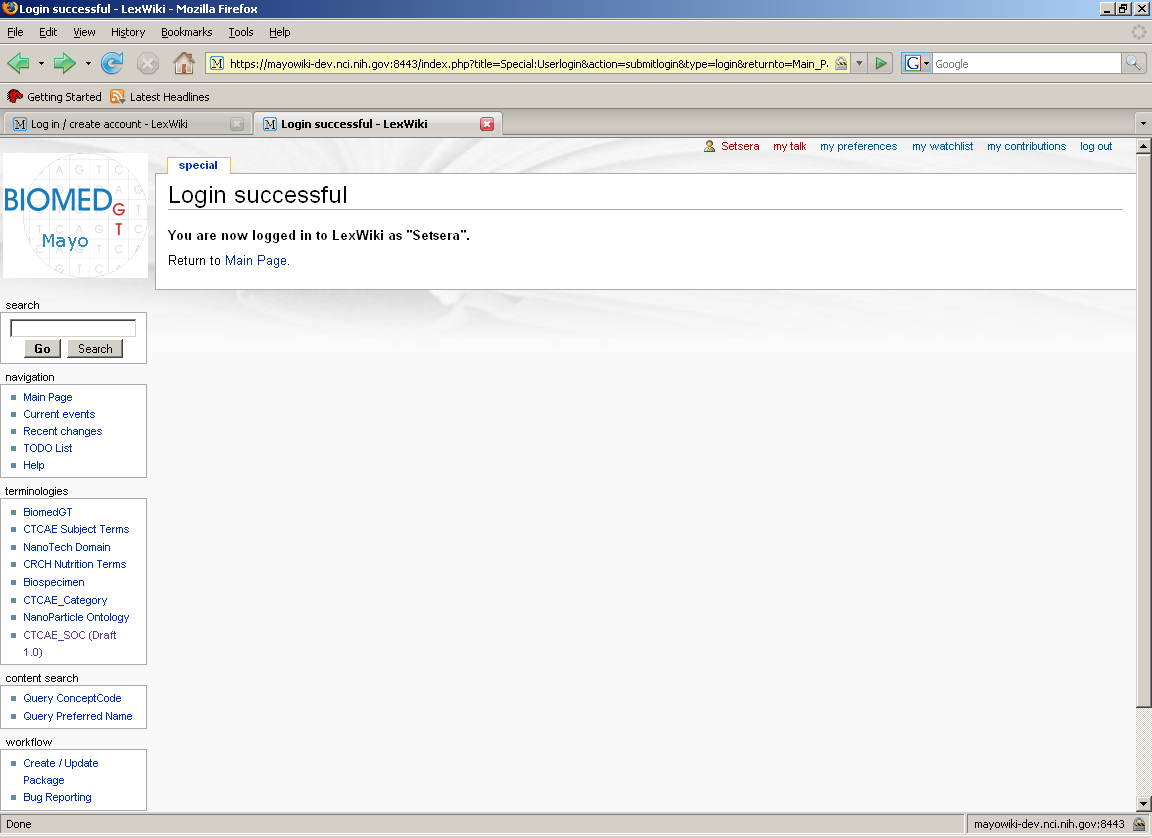 Login successful - LexWiki - Mozilla Firefox
File Edit View History Bookmarks Tools Help
https://mayowiki-dev.nci.nih.gov:8443/index.php?title=Special:Userlogin&action=submitlogin&type=login&returnto=Main_P
G Google
Getting Started Latest Headlines
M Log in / create account - LexWiki
M Login successful - LexWiki
Setsera my talk my preferences my watchlist my contributions log out
BIOMEDGT
Mayo
special
Login successful
You are now logged in to LexWiki as "Setsera".
Return to Main Page.
search
Go Search
navigation
Main Page
Current events
Recent changes
TODO List
Help
terminologies
BiomedGT
CTCAE Subject Terms
NanoTech Domain
CRCH Nutrition Terms
Biospecimen
CTCAE_Category
NanoParticle Ontology
CTCAE_SOC (Draft
1.0)
content search
Query ConceptCode
Query Preferred Name
workflow
Create / Update
Package
Bug Reporting
Done
mayowiki-dev.nci.nih.gov:8443